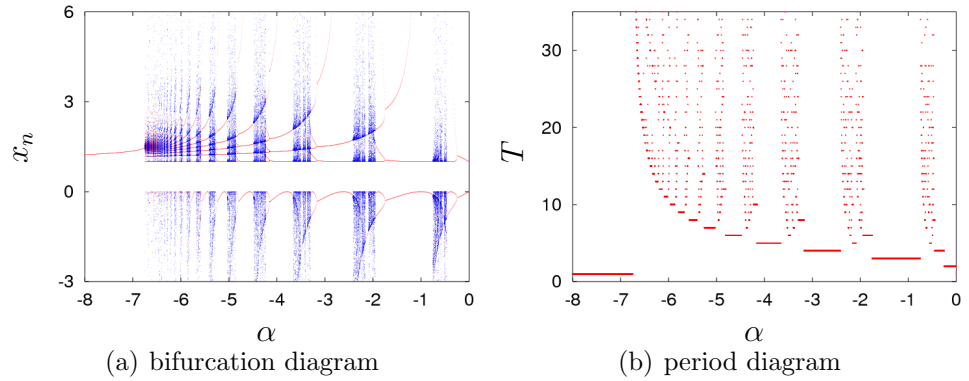 6
3
0
-3
x_n
-8 -7 -6 -5 -4 -3 -2 -1 0
α
(a) bifurcation diagram
30
20
10
0
T
-8 -7 -6 -5 -4 -3 -2 -1 0
α
(b) period diagram